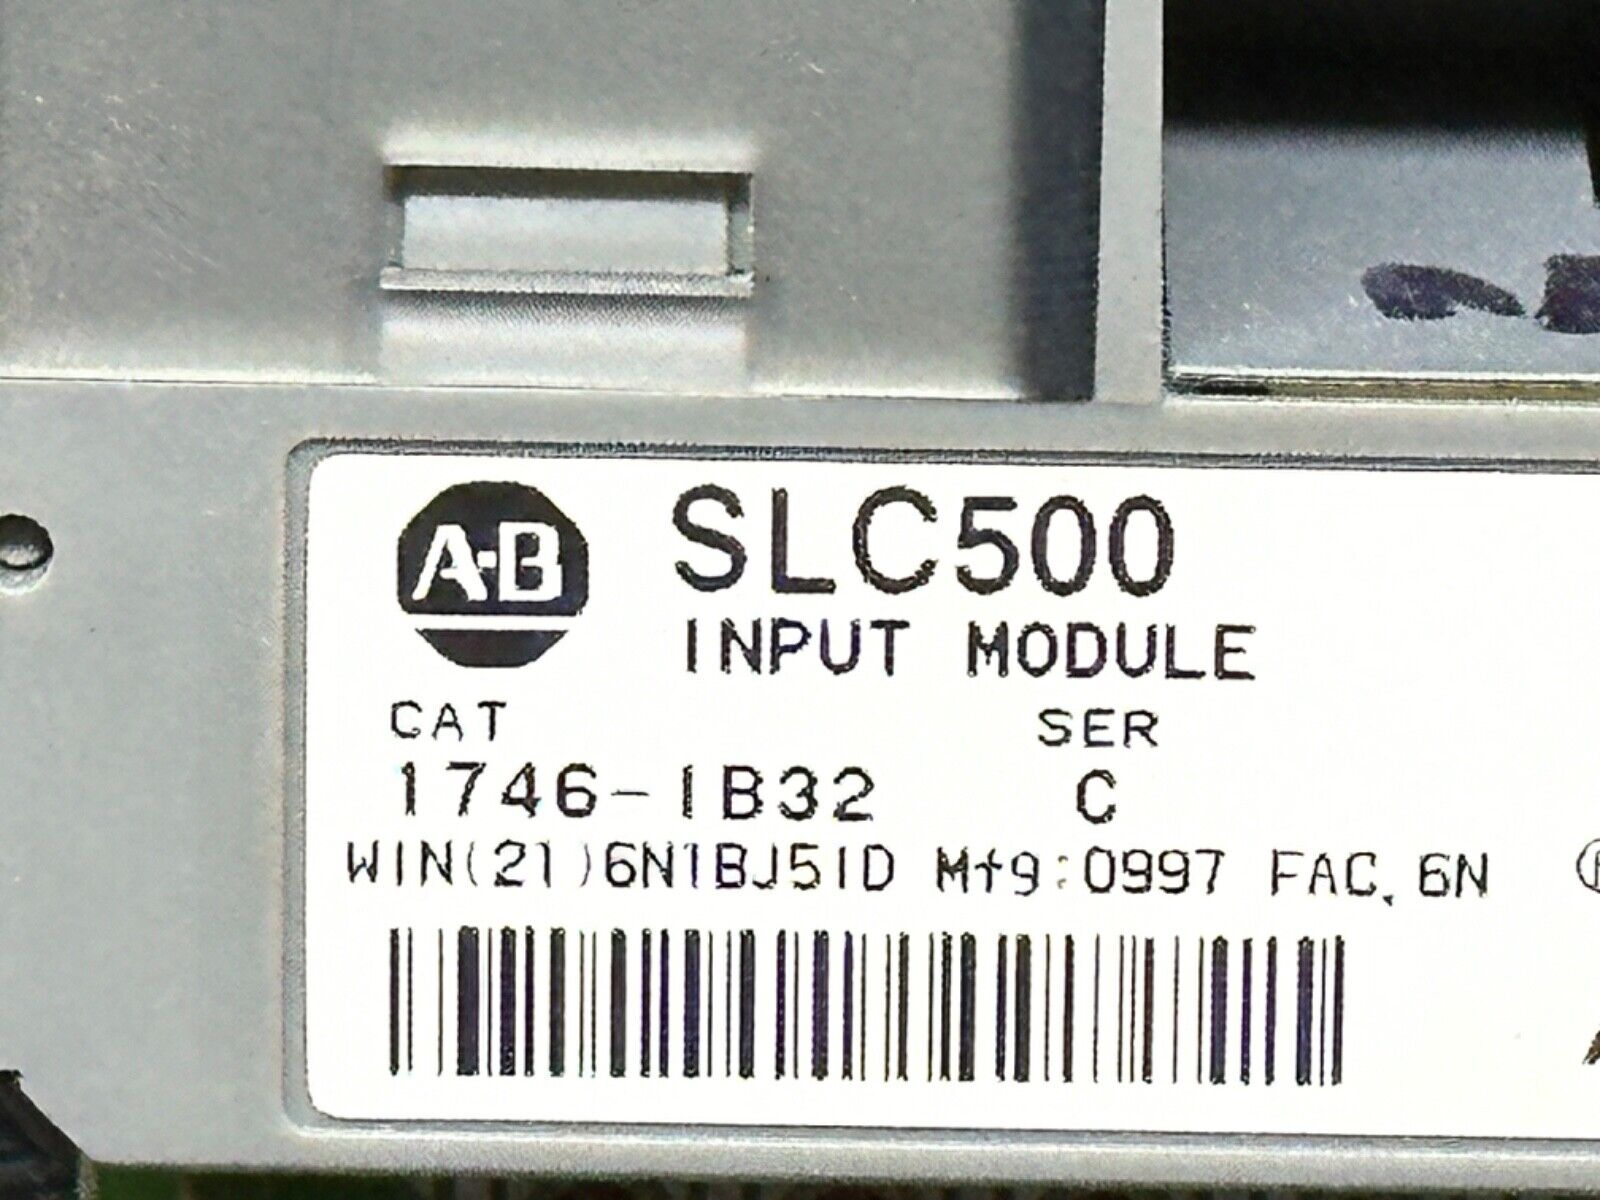 A-B
SLC500
INPUT MODULE
CAT SER
1746-IB32 C
WIN(21)6N1BJ51D Mfg:0997 FAC. 6N